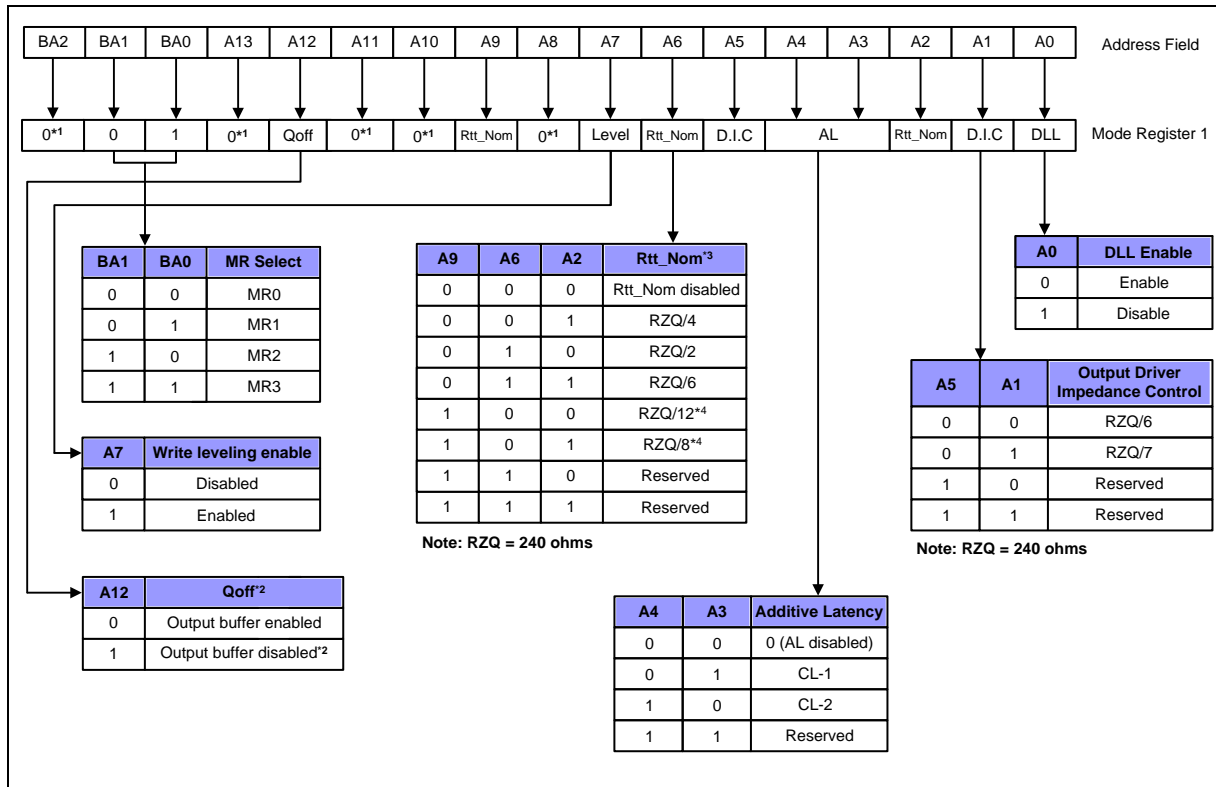 BA2 BA1 BA0 A13 A12 A11 A10 A9 A8 A7 A6 A5 A4 A3 A2 A1 A0 Address Field
0*1 0 1 0*1 Qoff 0*1 0*1 Rtt_Nom 0*1 Level Rtt_Nom D.I.C AL Rtt_Nom D.I.C DLL Mode Register 1
BA1 BA0 MR Select
0 0 MR0
0 1 MR1
1 0 MR2
1 1 MR3
A9 A6 A2 Rtt_Nom*3
0 0 0 Rtt_Nom disabled
0 0 1 RZQ/4
0 1 0 RZQ/2
0 1 1 RZQ/6
1 0 0 RZQ/12*4
1 0 1 RZQ/8*4
1 1 0 Reserved
1 1 1 Reserved
Note: RZQ = 240 ohms
A0 DLL Enable
0 Enable
1 Disable
A5 A1 Output Driver
Impedance Control
0 0 RZQ/6
0 1 RZQ/7
1 0 Reserved
1 1 Reserved
Note: RZQ = 240 ohms
A7 Write leveling enable
0 Disabled
1 Enabled
A12 Qoff*2
0 Output buffer enabled
1 Output buffer disabled*2
A4 A3 Additive Latency
0 0 0 (AL disabled)
0 1 CL-1
1 0 CL-2
1 1 Reserved